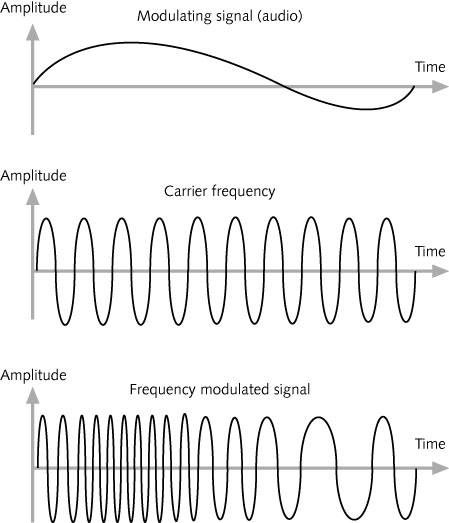 Amplitude
Modulating signal (audio)
Time
Amplitude
Carrier frequency
Time
Amplitude
Frequency modulated signal
Time